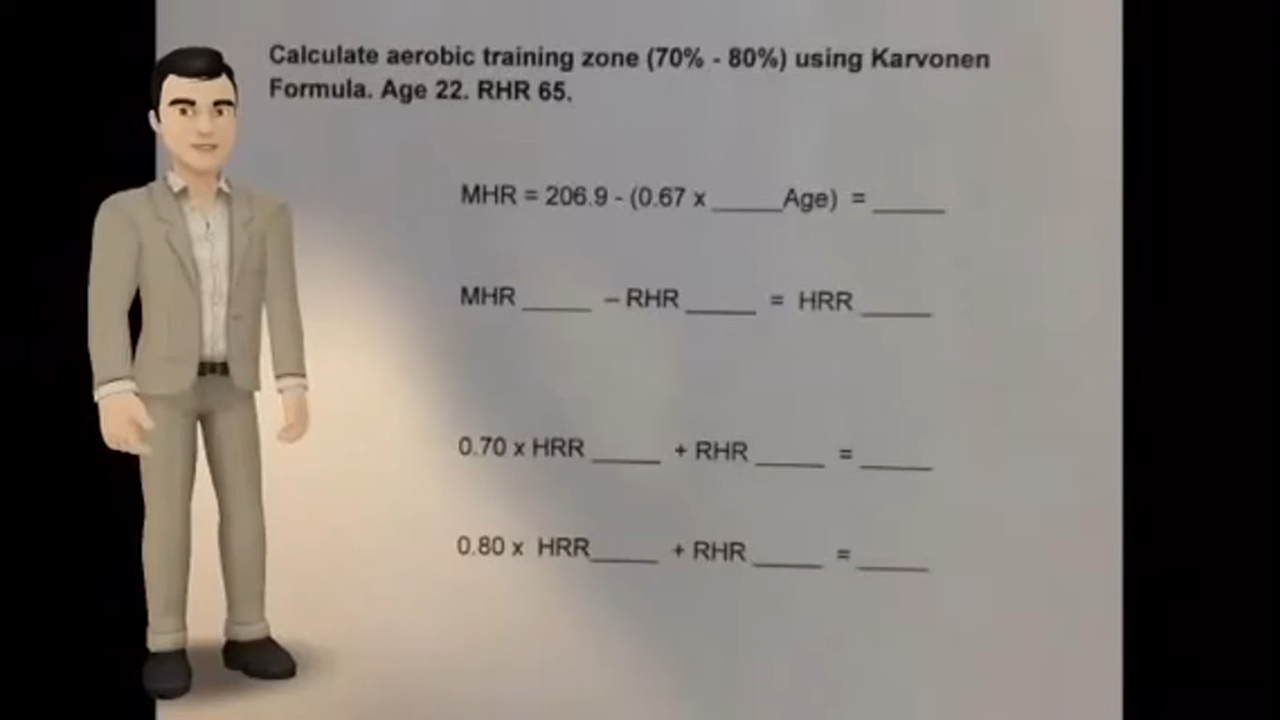 Calculate aerobic training zone (70% - 80%) using Karvonen
Formula. Age 22. RHR 65.
MHR = 206.9 - (0.67 x _____Age) = _____
MHR _____ – RHR _____ = HRR _____
0.70 x HRR _____ + RHR _____ = _____
0.80 x HRR_____ + RHR _____ = _____